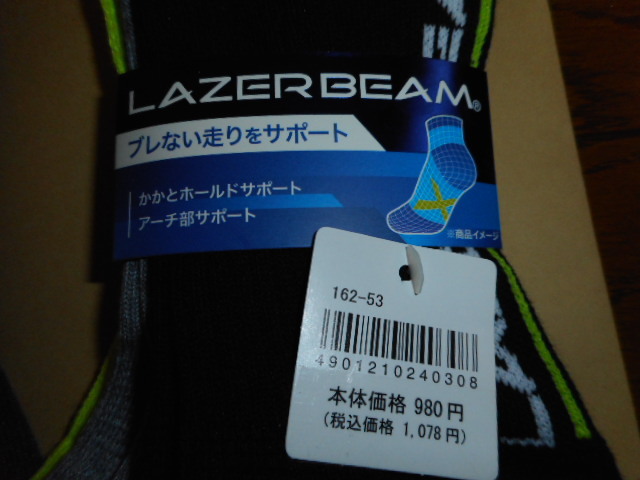 LAZERBEAM®
ブレない走りをサポート
かかとホールドサポート
アーチ部サポート
※商品イメージ
162-53
4901210240308
本体価格 980円
(税込価格 1,078円)